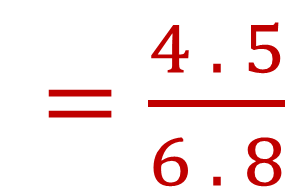 = 4 . 5
6 . 8